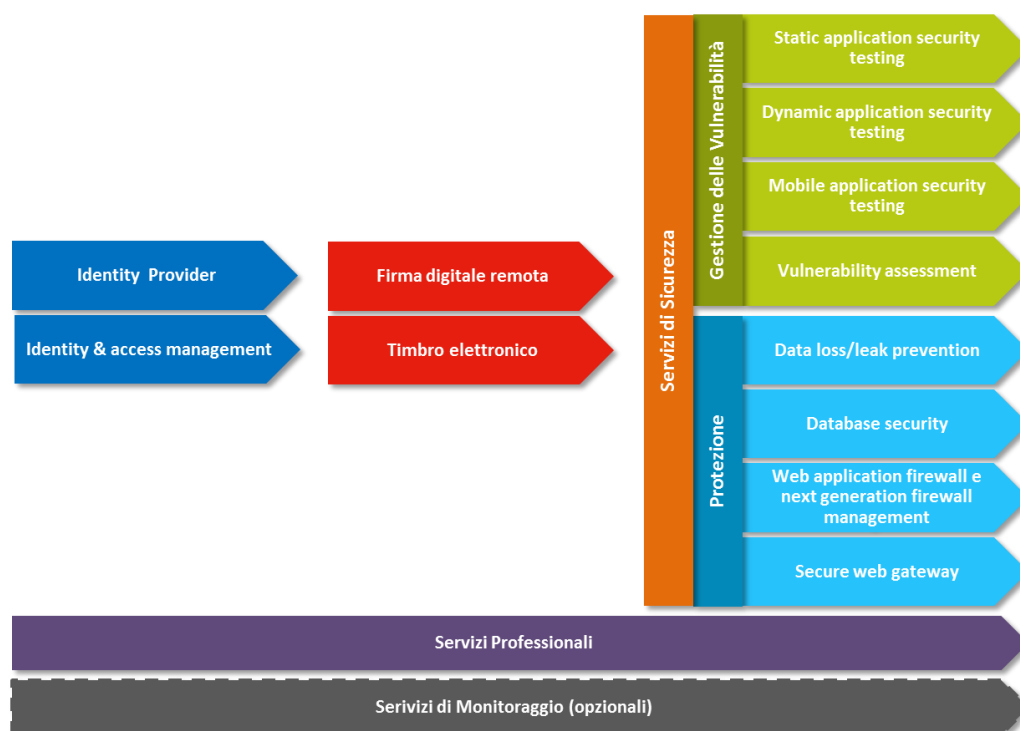 Identity Provider
Identity & access management
Firma digitale remota
Timbro elettronico
Servizi di Sicurezza
Gestione delle Vulnerabilità
Static application security
testing
Dynamic application security
testing
Mobile application security
testing
Vulnerability assessment
Protezione
Data loss/leak prevention
Database security
Web application firewall e
next generation firewall
management
Secure web gateway
Servizi Professionali
Serivizi di Monitoraggio (opzionali)